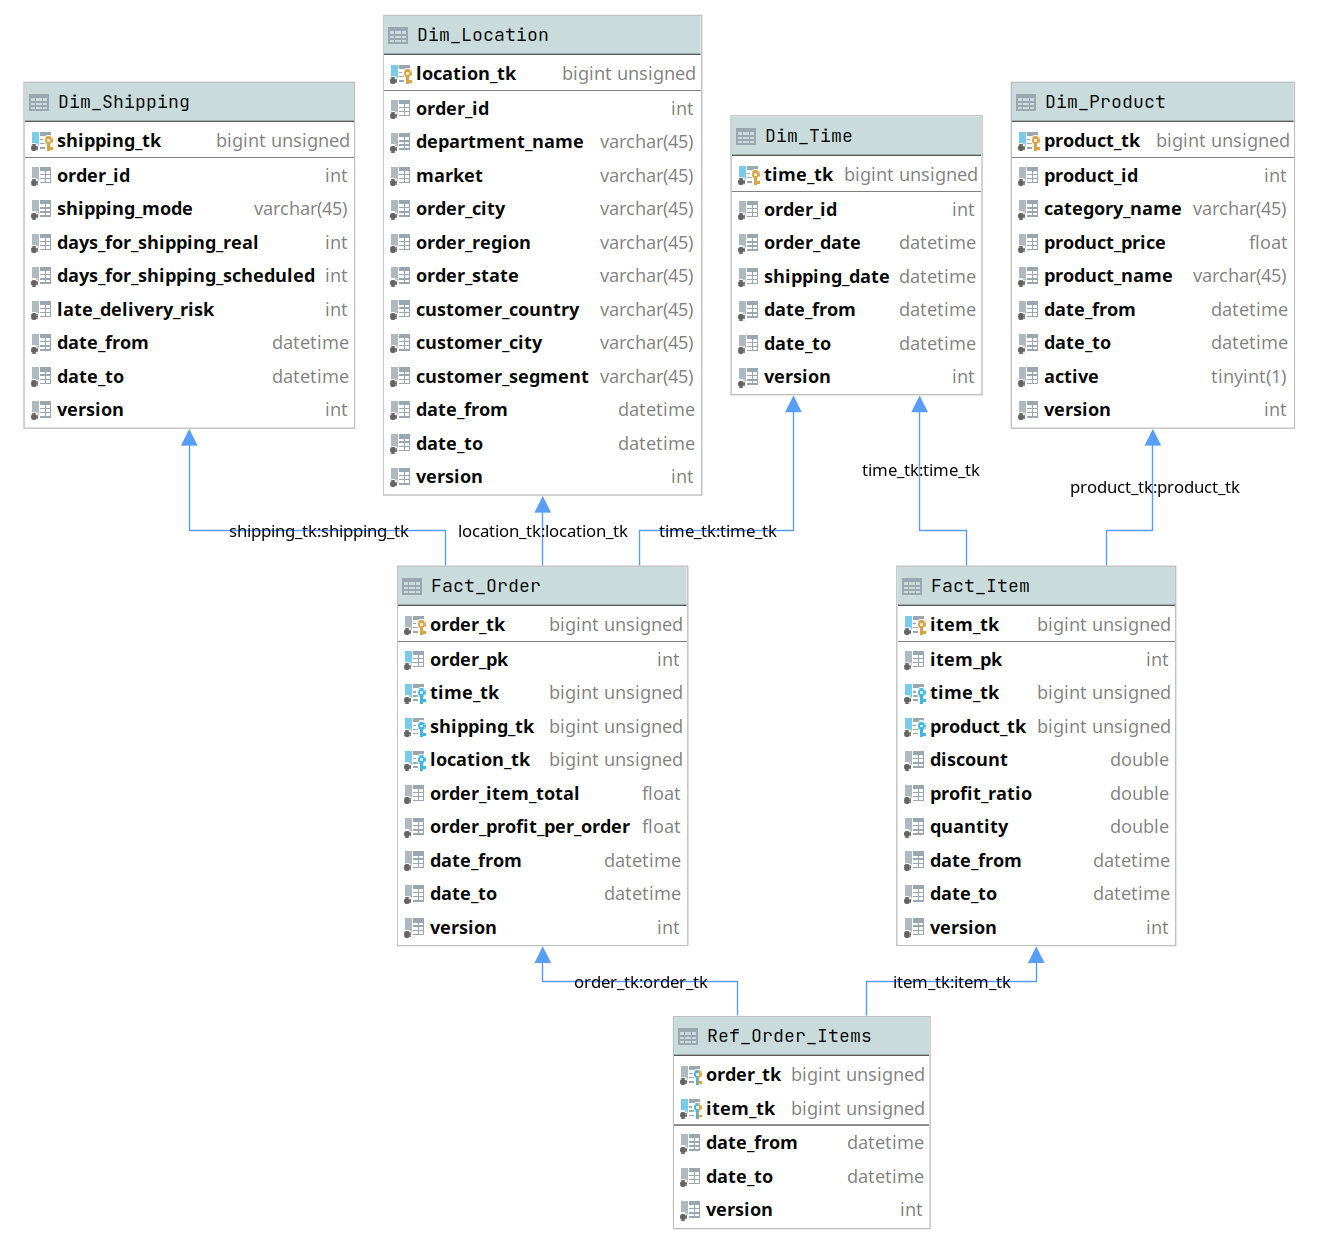 Dim_Location
location_tk bigint unsigned
order_id int
department_name varchar(45)
market varchar(45)
order_city varchar(45)
order_region varchar(45)
order_state varchar(45)
customer_country varchar(45)
customer_city varchar(45)
customer_segment varchar(45)
date_from datetime
date_to datetime
version int
Dim_Shipping
shipping_tk bigint unsigned
order_id int
shipping_mode varchar(45)
days_for_shipping_real int
days_for_shipping_scheduled int
late_delivery_risk int
date_from datetime
date_to datetime
version int
Dim_Time
time_tk bigint unsigned
order_id int
order_date datetime
shipping_date datetime
date_from datetime
date_to datetime
version int
Dim_Product
product_tk bigint unsigned
product_id int
category_name varchar(45)
product_price float
product_name varchar(45)
date_from datetime
date_to datetime
active tinyint(1)
version int
time_tk:time_tk
product_tk:product_tk
shipping_tk:shipping_tk
location_tk:location_tk
time_tk:time_tk
Fact_Order
order_tk bigint unsigned
order_pk int
time_tk bigint unsigned
shipping_tk bigint unsigned
location_tk bigint unsigned
order_item_total float
order_profit_per_order float
date_from datetime
date_to datetime
version int
Fact_Item
item_tk bigint unsigned
item_pk int
time_tk bigint unsigned
product_tk bigint unsigned
discount double
profit_ratio double
quantity double
date_from datetime
date_to datetime
version int
order_tk:order_tk
item_tk:item_tk
Ref_Order_Items
order_tk bigint unsigned
item_tk bigint unsigned
date_from datetime
date_to datetime
version int